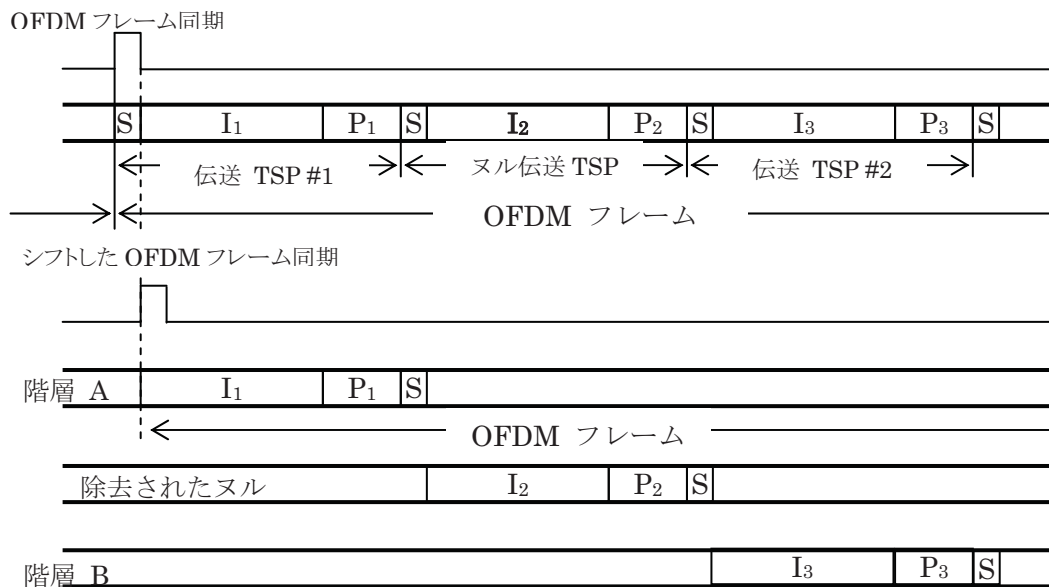 OFDM フレーム同期
S I₁ P₁ S I₂ P₂ S I₃ P₃ S
伝送 TSP #1 ヌル伝送 TSP 伝送 TSP #2
OFDM フレーム
シフトした OFDM フレーム同期
階層 A I₁ P₁ S
OFDM フレーム
除去されたヌル I₂ P₂ S
階層 B I₃ P₃ S